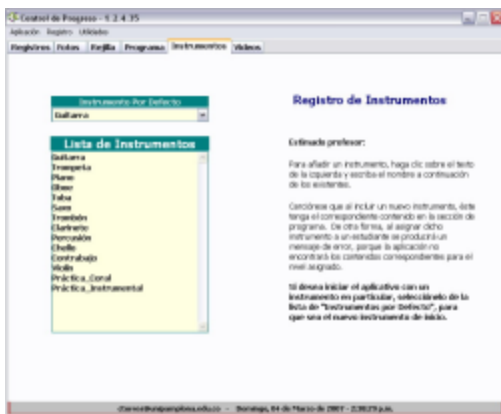 Control de Progreso - 1.2.4.35
Aplicación Registro Utilidades
Registros Fotos Rejilla Programa Instrumentos Videos
Instrumento Por Defecto
Guitarra
Lista de Instrumentos
Guitarra
Trompeta
Piano
Oboe
Tuba
Saxo
Trombón
Clarinete
Percusión
Chello
Contrabajo
Violín
Práctica_Coral
Práctica_Instrumental
Registro de Instrumentos
Estimado profesor:
Para añadir un instrumento, haga clic sobre el texto
de la izquierda y escriba el nombre a continuación
de los existentes.
Cerciórese que al incluir un nuevo instrumento, éste
tenga el correspondiente contenido en la sección de
programa. De otra forma, al asignar dicho
instrumento a un estudiante se producirá un
mensaje de error, porque la aplicación no
encontrará los contenidos correspondientes para el
nivel asignado.
Si desea iniciar el aplicativo con un
instrumento en particular, selecciónelo de la
lista de "Instrumentos por Defecto", para
que sea el nuevo instrumento de inicio.
ctorres@unipamplona.edu.co - Domingo, 04 de Marzo de 2007 - 2:38:29 p.m.